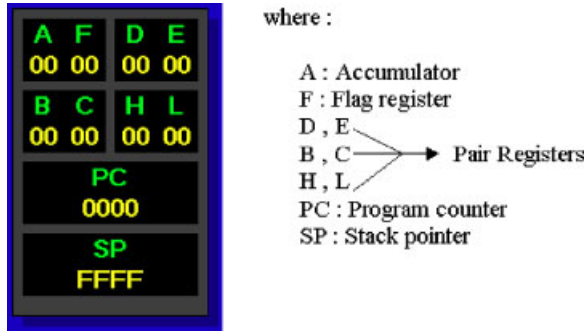 A F D E
00 00 00 00
B C H L
00 00 00 00
PC
0000
SP
FFFF
where :
A : Accumulator
F : Flag register
D , E
B , C
H , L
Pair Registers
PC : Program counter
SP : Stack pointer